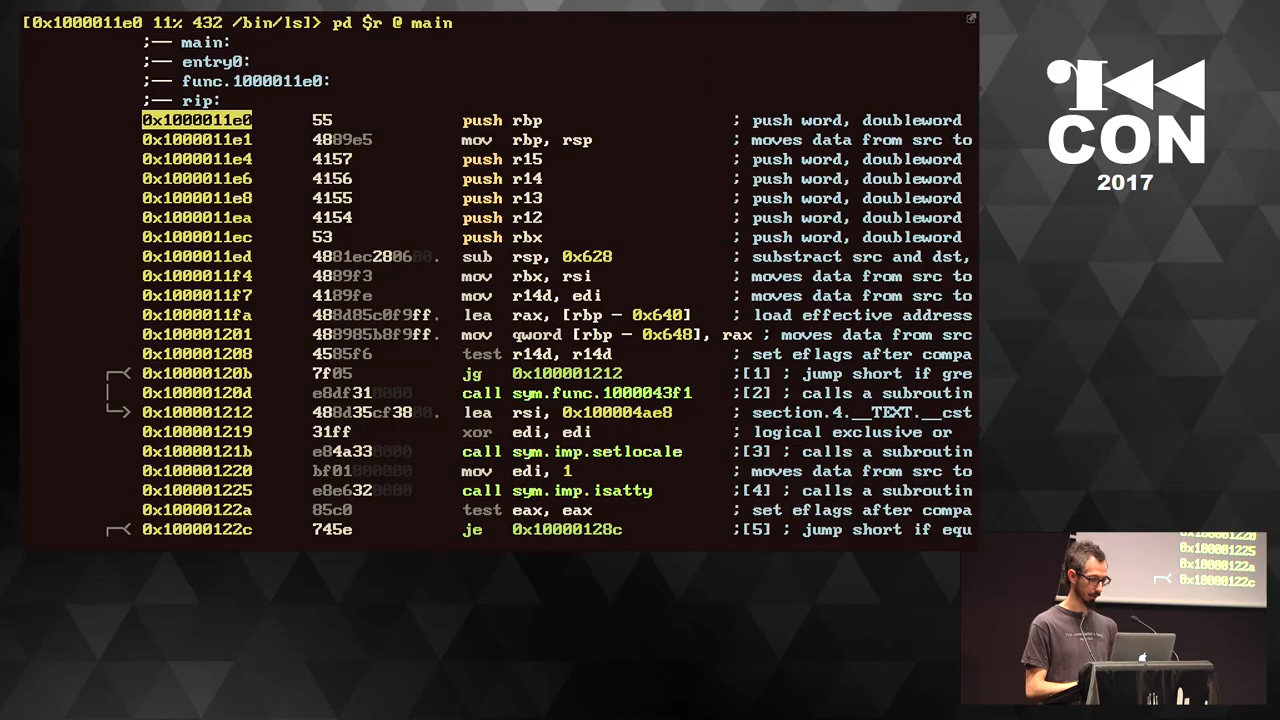 [0x1000011e0 11% 432 /bin/ls]> pd $r @ main
;-- main:
;-- entry0:
;-- func.1000011e0:
;-- rip:
0x1000011e0 55 push rbp ; push word, doubleword
0x1000011e1 4889e5 mov rbp, rsp ; moves data from src to
0x1000011e4 4157 push r15 ; push word, doubleword
0x1000011e6 4156 push r14 ; push word, doubleword
0x1000011e8 4155 push r13 ; push word, doubleword
0x1000011ea 4154 push r12 ; push word, doubleword
0x1000011ec 53 push rbx ; push word, doubleword
0x1000011ed 4881ec280600. sub rsp, 0x628 ; substract src and dst,
0x1000011f4 4889f3 mov rbx, rsi ; moves data from src to
0x1000011f7 4189fe mov r14d, edi ; moves data from src to
0x1000011fa 488d85c0f9ff. lea rax, [rbp - 0x640] ; load effective address
0x100001201 488985b8f9ff. mov qword [rbp - 0x648], rax ; moves data from src
0x100001208 4585f6 test r14d, r14d ; set eflags after compa
0x10000120b 7f05 jg 0x100001212 ;[1] ; jump short if gre
0x10000120d e8df310000 call sym.func.1000043f1 ;[2] ; calls a subroutin
0x100001212 488d35cf3800. lea rsi, 0x100004ae8 ; section.4.__TEXT.__cst
0x100001219 31ff xor edi, edi ; logical exclusive or
0x10000121b e84a330000 call sym.imp.setlocale ;[3] ; calls a subroutin
0x100001220 bf01000000 mov edi, 1 ; moves data from src to
0x100001225 e8e6320000 call sym.imp.isatty ;[4] ; calls a subroutin
0x10000122a 85c0 test eax, eax ; set eflags after compa
0x10000122c 745e je 0x10000128c ;[5] ; jump short if equ
CON
2017
0x100001220
0x100001225
0x10000122a
0x10000122c